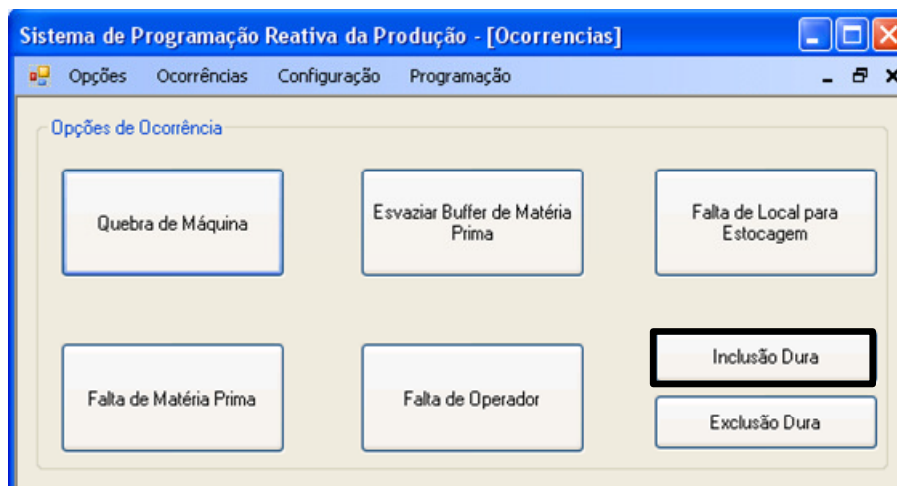 Sistema de Programação Reativa da Produção - [Ocorrencias]
Opções Ocorrências Configuração Programação
Opções de Ocorrência
Quebra de Máquina
Esvaziar Buffer de Matéria
Prima
Falta de Local para
Estocagem
Falta de Matéria Prima
Falta de Operador
Inclusão Dura
Exclusão Dura